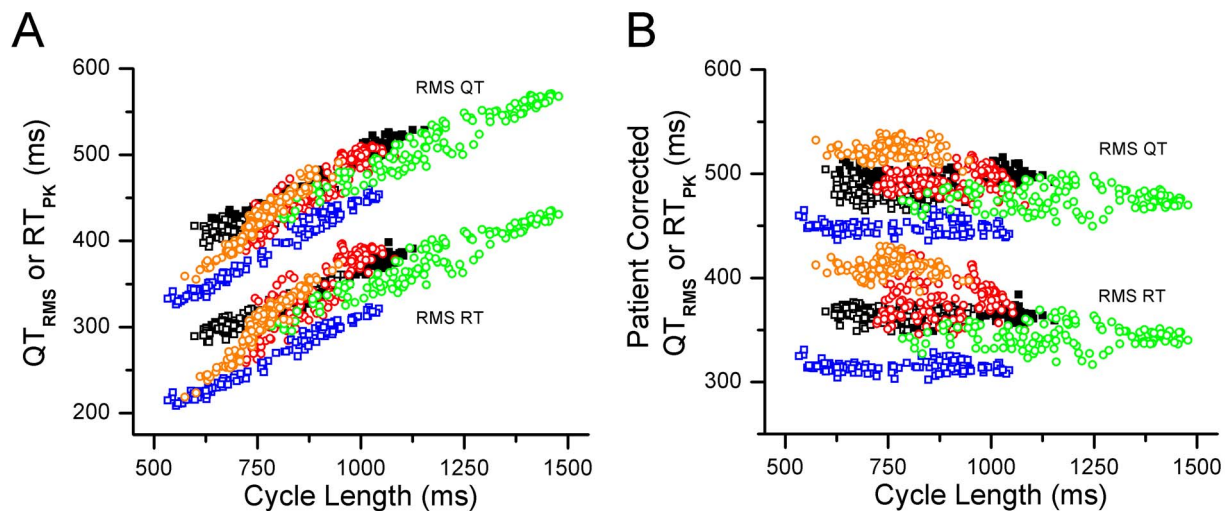 A
QT_RMS or RT_PK (ms)
600
500
400
300
200
RMS QT
RMS RT
500
750
1000
1250
1500
Cycle Length (ms)
B
Patient Corrected
QT_RMS or RT_PK (ms)
600
500
400
300
RMS QT
RMS RT
500
750
1000
1250
1500
Cycle Length (ms)